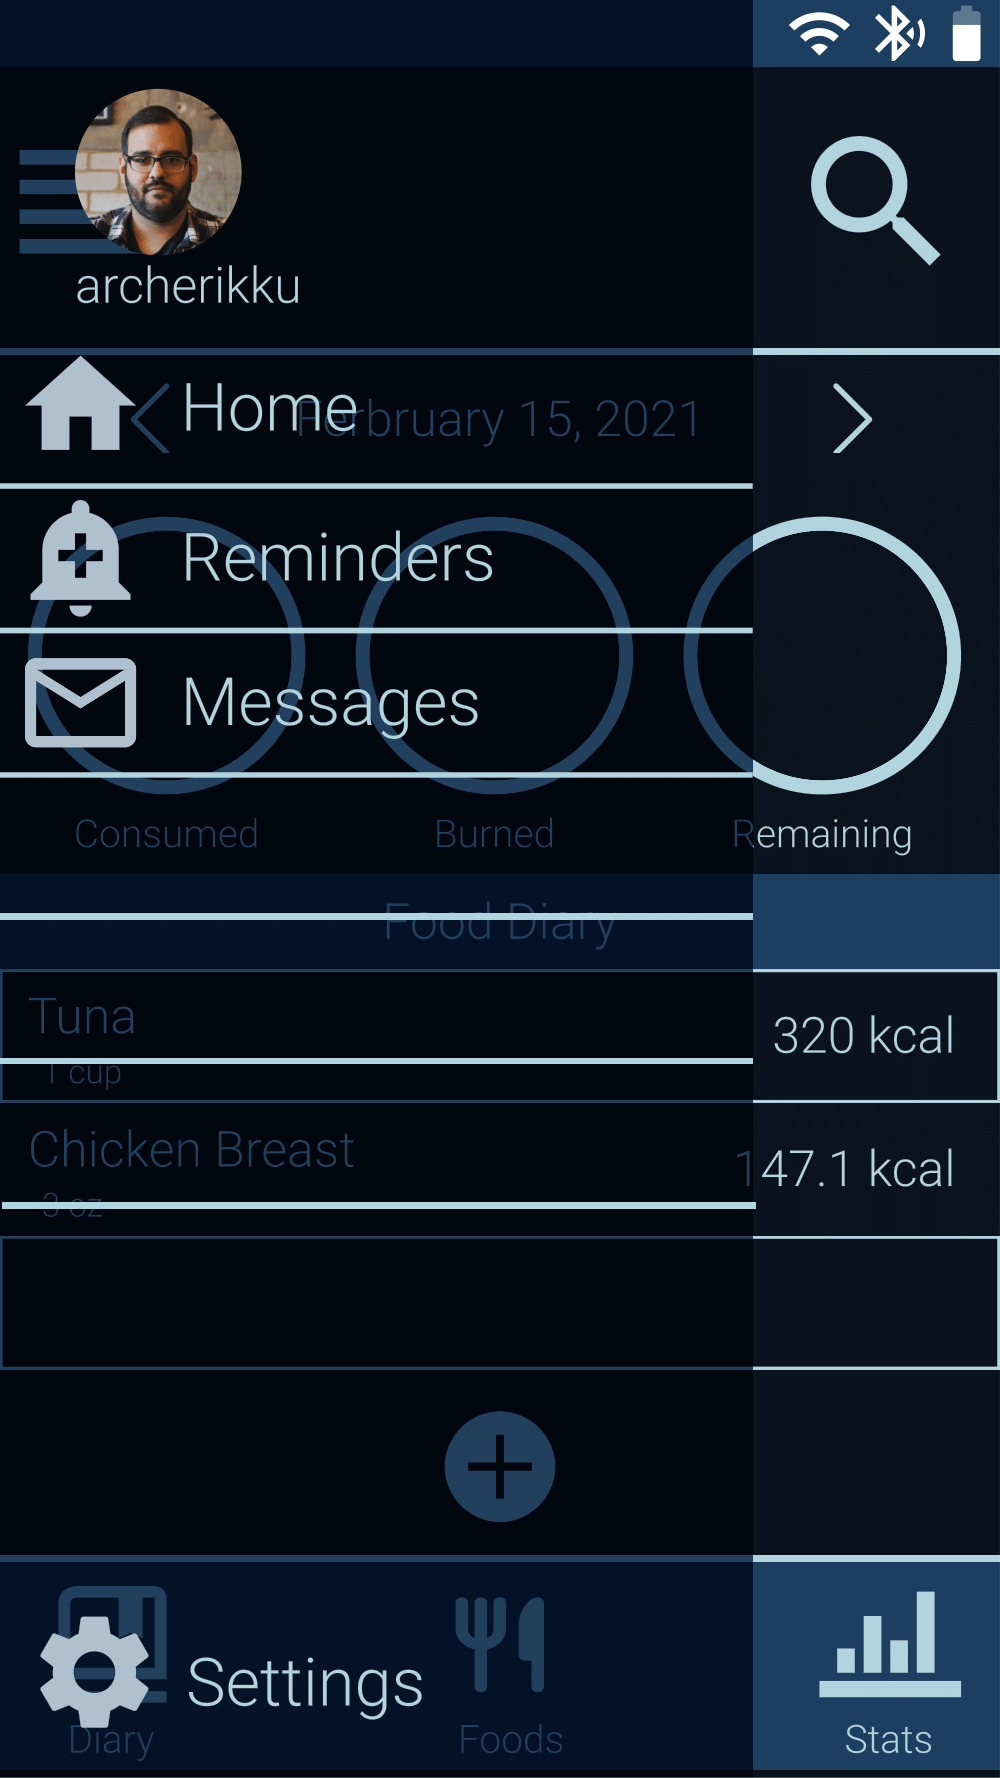 archerikku
Home
Ferbruary 15, 2021
Reminders
Messages
Consumed
Burned
Remaining
Food Diary
Tuna
320 kcal
1 cup
Chicken Breast
147.1 kcal
3 oz
Settings
Diary
Foods
Stats